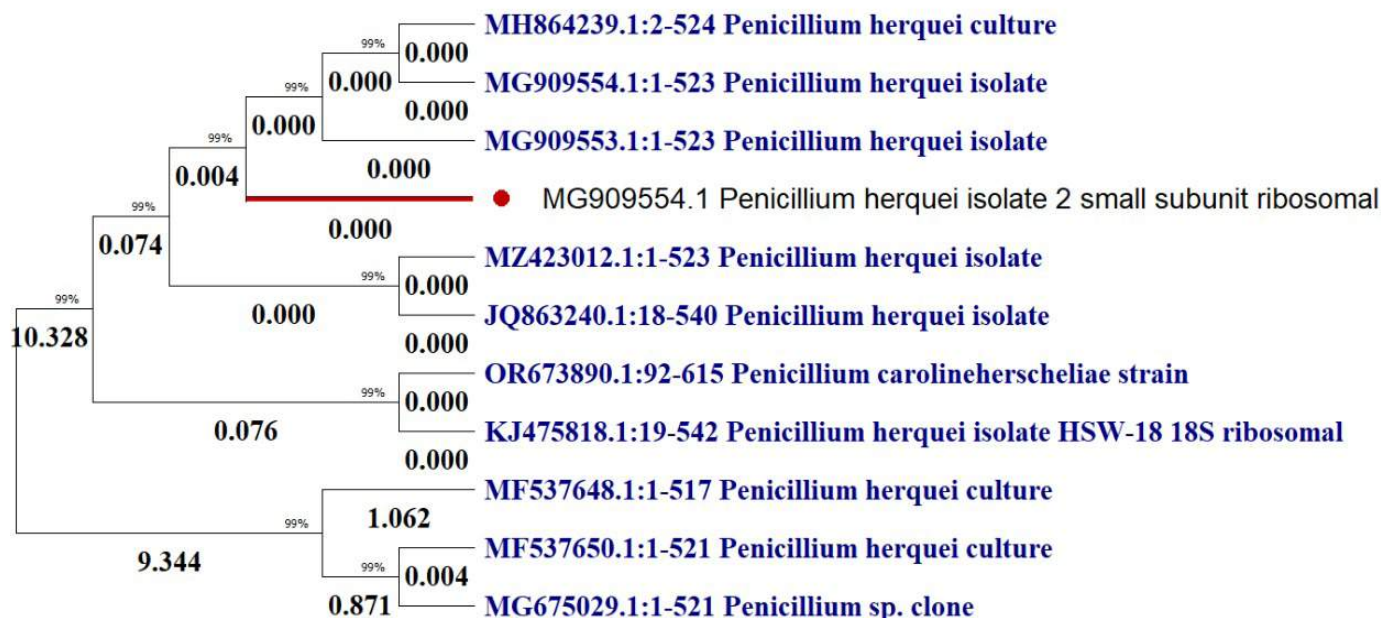 MH864239.1:2-524 Penicillium herquei culture
99%
0.000
0.000
MG909554.1:1-523 Penicillium herquei isolate
99%
0.000
0.000
MG909553.1:1-523 Penicillium herquei isolate
99%
0.004
0.000
MG909554.1 Penicillium herquei isolate 2 small subunit ribosomal
99%
0.074
0.000
MZ423012.1:1-523 Penicillium herquei isolate
99%
0.000
0.000
JQ863240.1:18-540 Penicillium herquei isolate
99%
10.328
0.000
OR673890.1:92-615 Penicillium carolineherscheliae strain
99%
0.000
0.076
KJ475818.1:19-542 Penicillium herquei isolate HSW-18 18S ribosomal
0.000
MF537648.1:1-517 Penicillium herquei culture
99%
1.062
9.344
MF537650.1:1-521 Penicillium herquei culture
99%
0.004
0.871
MG675029.1:1-521 Penicillium sp. clone